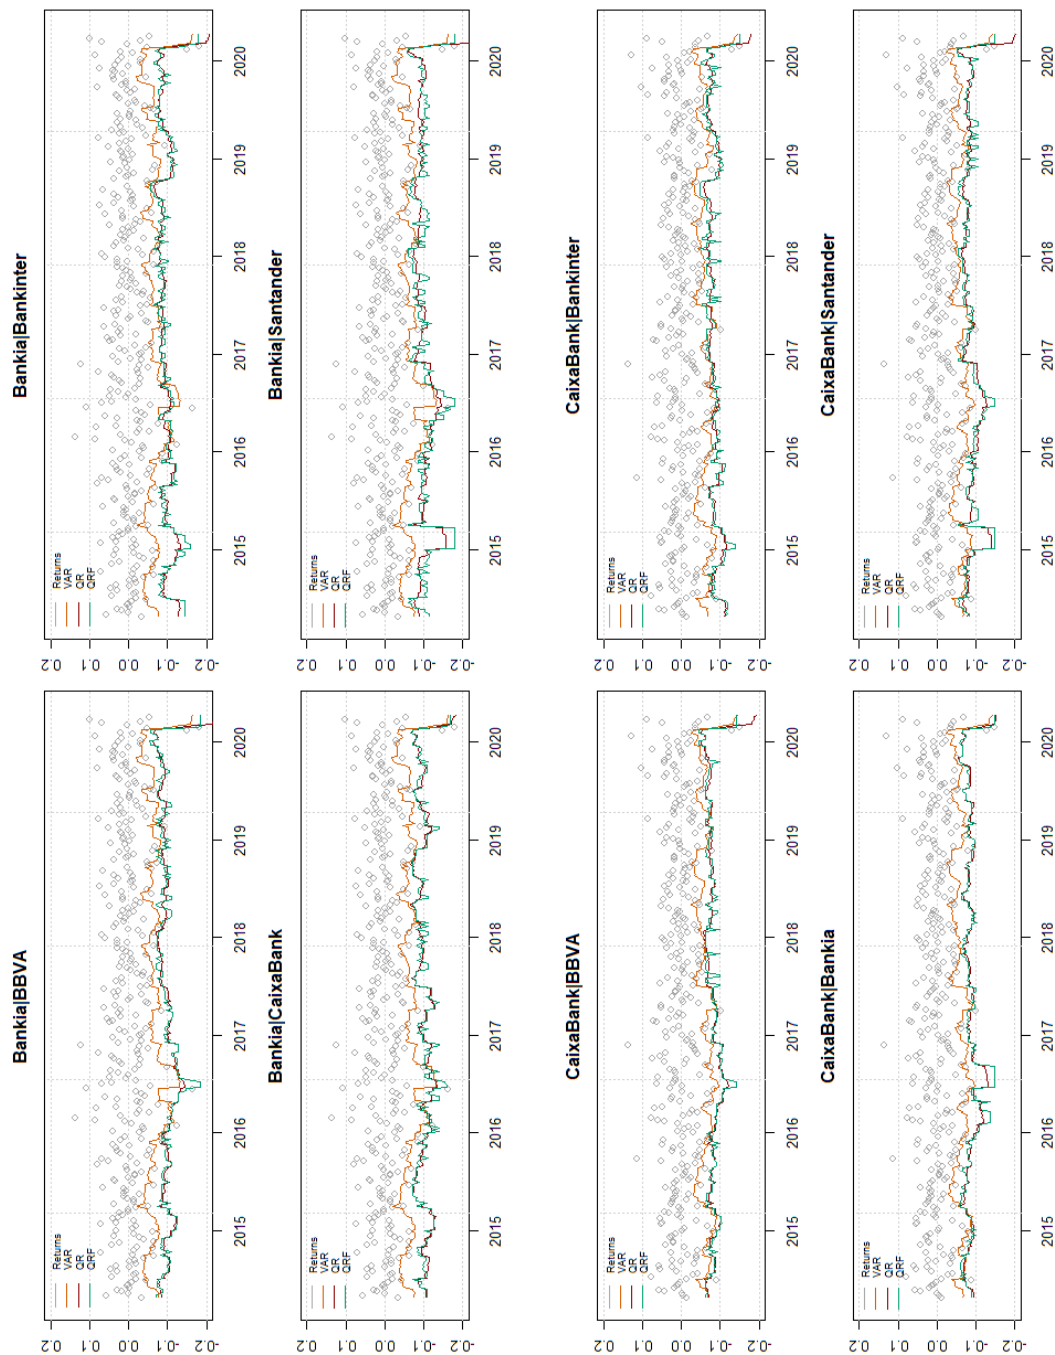 Bankia|BBVA
0.2
0.1
0.0
-0.1
-0.2
Returns
VAR
QR
QRF
2015 2016 2017 2018 2019 2020
Bankia|Bankinter
0.2
0.1
0.0
-0.1
-0.2
Returns
VAR
QR
QRF
2015 2016 2017 2018 2019 2020
Bankia|CaixaBank
0.2
0.1
0.0
-0.1
-0.2
Returns
VAR
QR
QRF
2015 2016 2017 2018 2019 2020
Bankia|Santander
0.2
0.1
0.0
-0.1
-0.2
Returns
VAR
QR
QRF
2015 2016 2017 2018 2019 2020
CaixaBank|BBVA
0.2
0.1
0.0
-0.1
-0.2
Returns
VAR
QR
QRF
2015 2016 2017 2018 2019 2020
CaixaBank|Bankinter
0.2
0.1
0.0
-0.1
-0.2
Returns
VAR
QR
QRF
2015 2016 2017 2018 2019 2020
CaixaBank|Bankia
0.2
0.1
0.0
-0.1
-0.2
Returns
VAR
QR
QRF
2015 2016 2017 2018 2019 2020
CaixaBank|Santander
0.2
0.1
0.0
-0.1
-0.2
Returns
VAR
QR
QRF
2015 2016 2017 2018 2019 2020